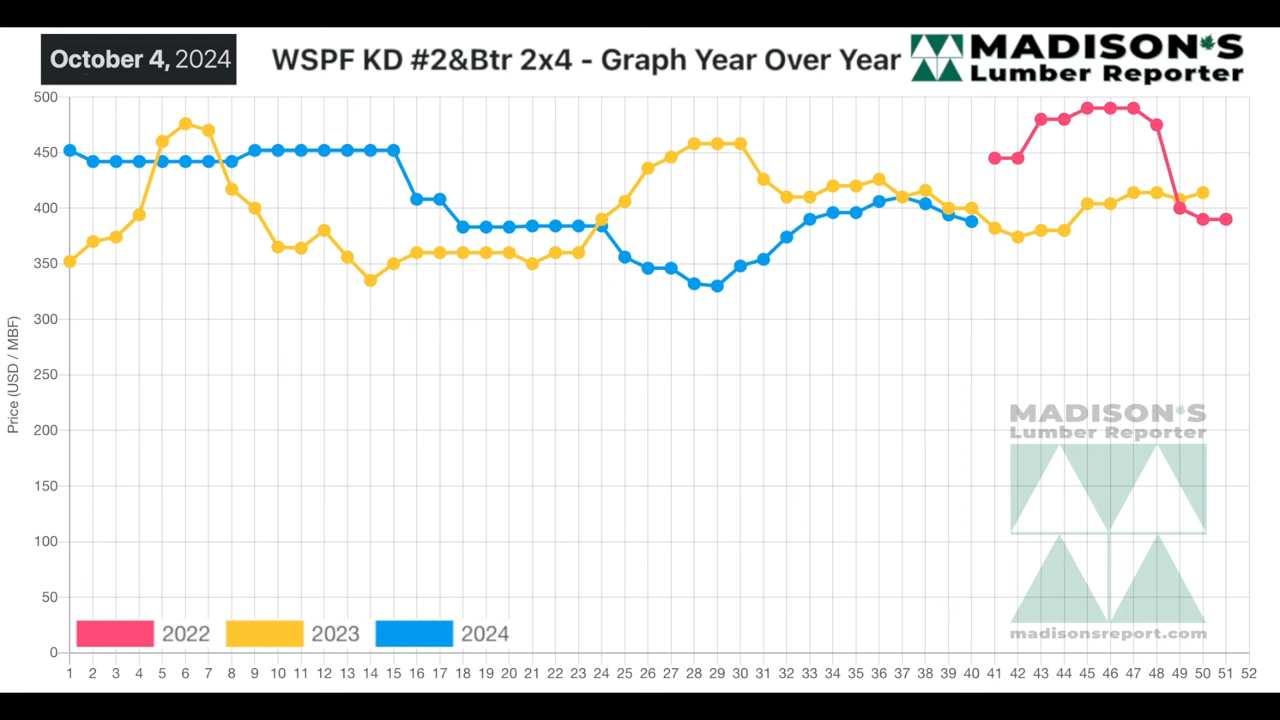 October 4, 2024
WSPF KD #2&Btr 2x4 - Graph Year Over Year
MADISON'S
Lumber Reporter
500
450
400
350
300
250
200
150
100
50
0
Price (USD / MBF)
MADISON'S
Lumber Reporter
madisonsreport.com
2022 2023 2024
1 2 3 4 5 6 7 8 9 10 11 12 13 14 15 16 17 18 19 20 21 22 23 24 25 26 27 28 29 30 31 32 33 34 35 36 37 38 39 40 41 42 43 44 45 46 47 48 49 50 51 52